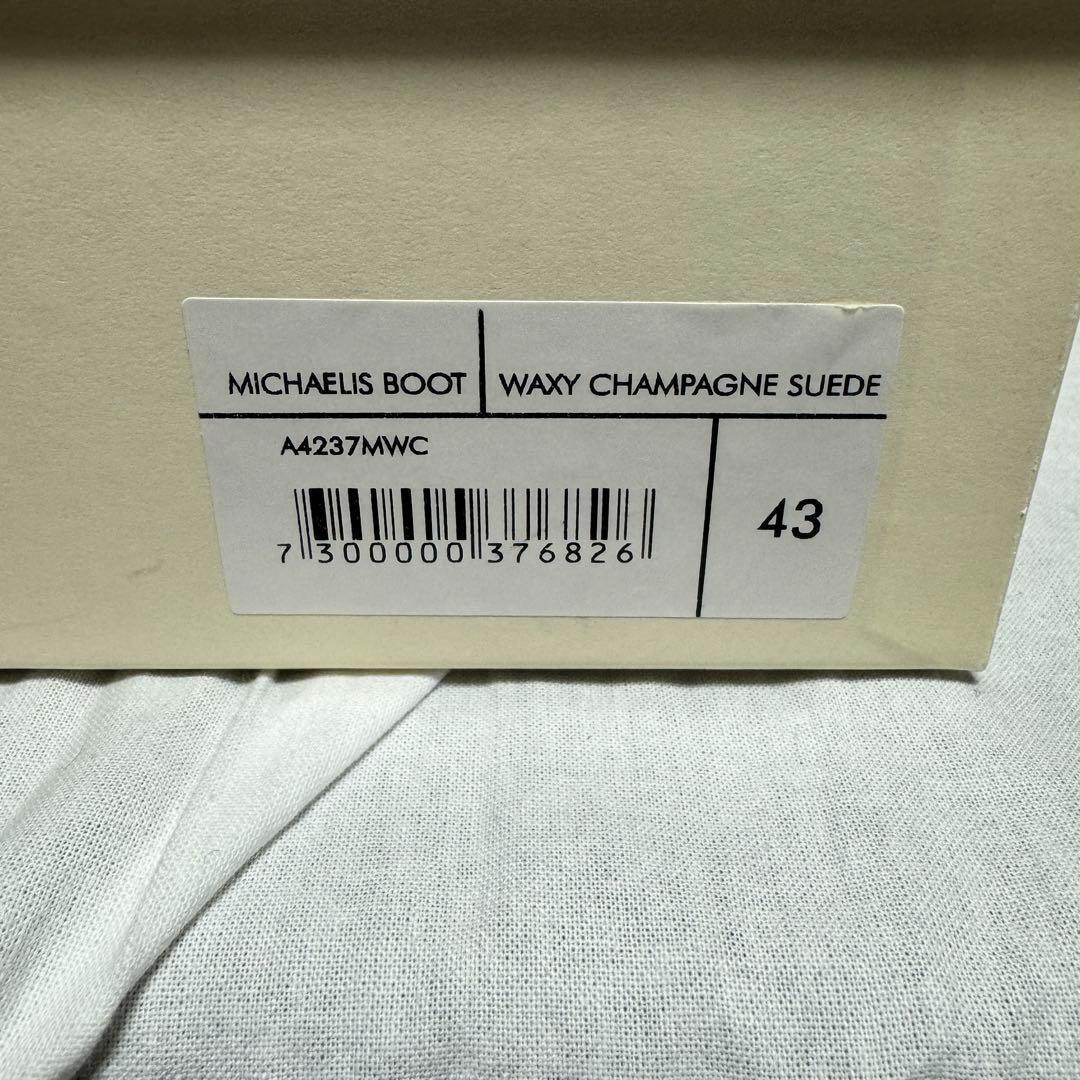 MICHAELIS BOOT
WAXY CHAMPAGNE SUEDE
A4237MWC
7 300000 376826
43